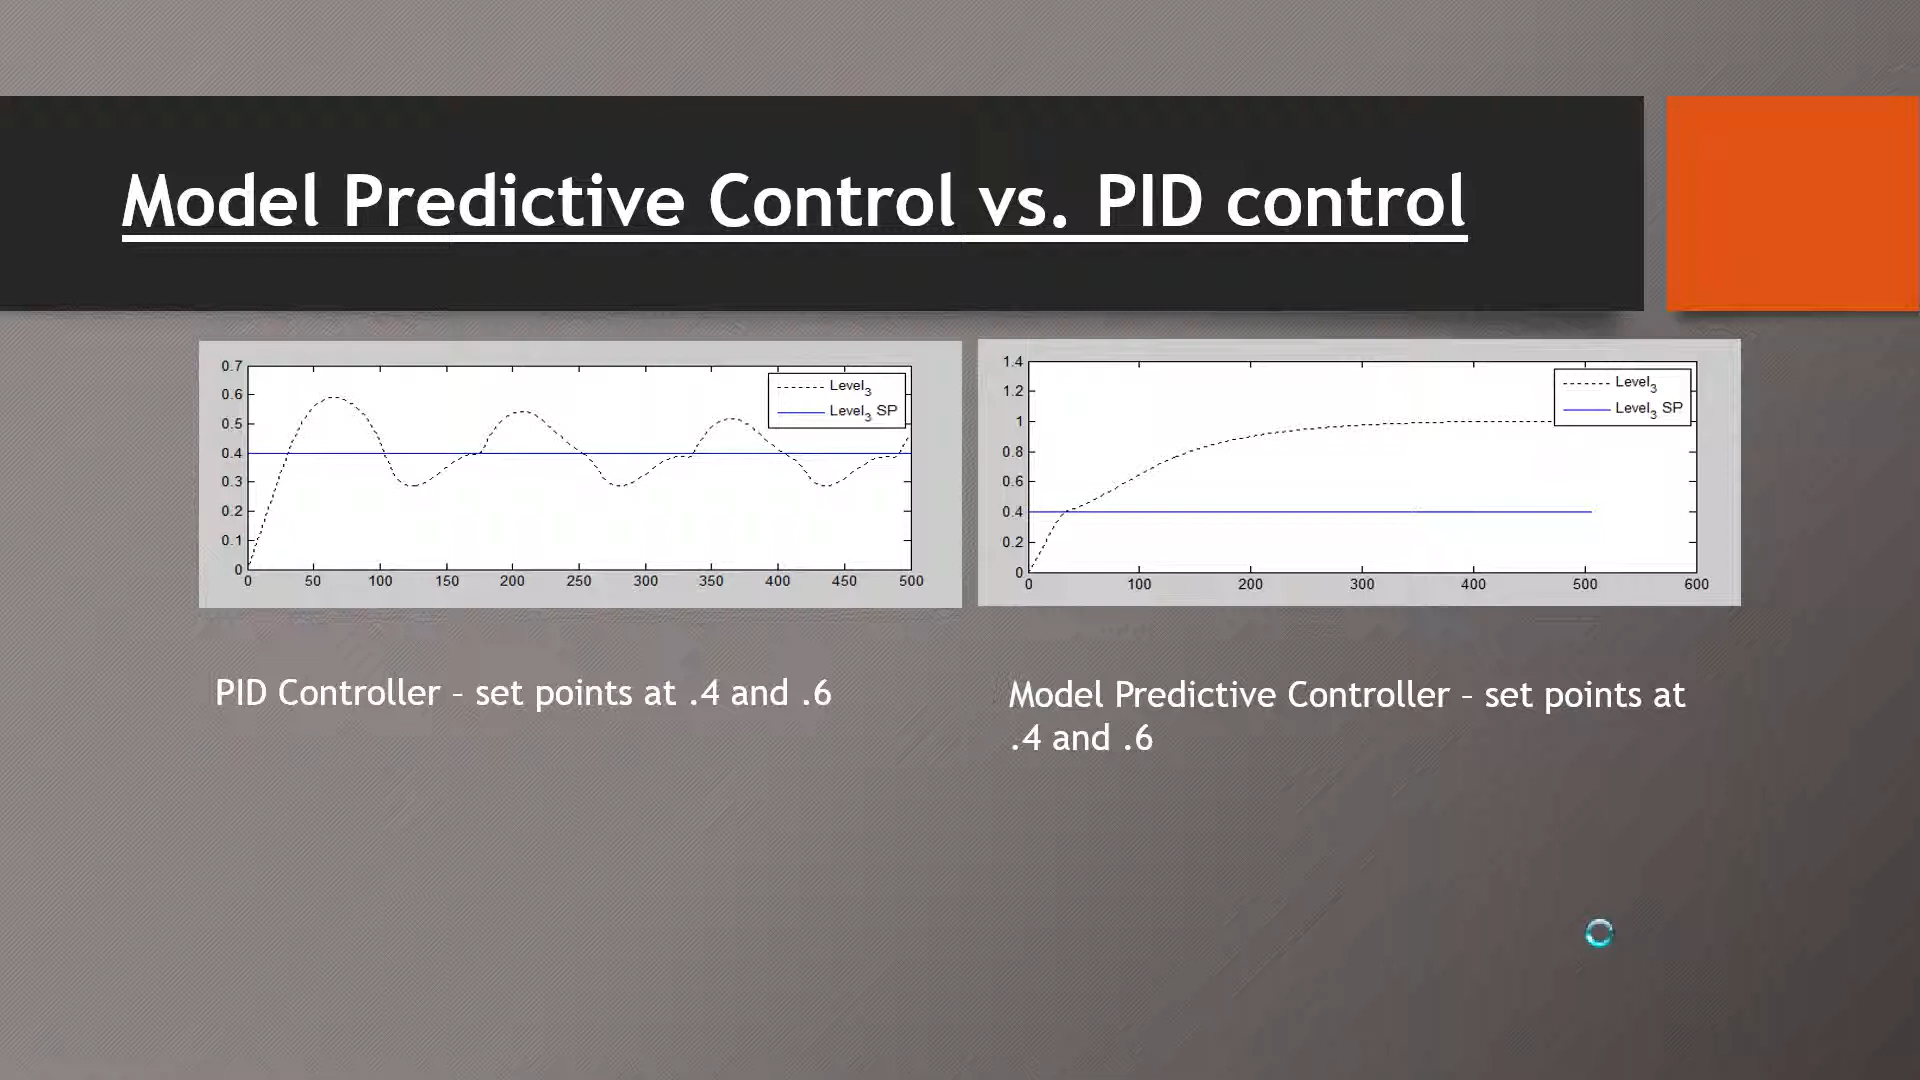 Model Predictive Control vs. PID control
0.7
0.6
0.5
0.4
0.3
0.2
0.1
0
0 50 100 150 200 250 300 350 400 450 500
Level3
Level3 SP
1.4
1.2
1
0.8
0.6
0.4
0.2
0
0 100 200 300 400 500 600
Level3
Level3 SP
PID Controller – set points at .4 and .6
Model Predictive Controller – set points at
.4 and .6